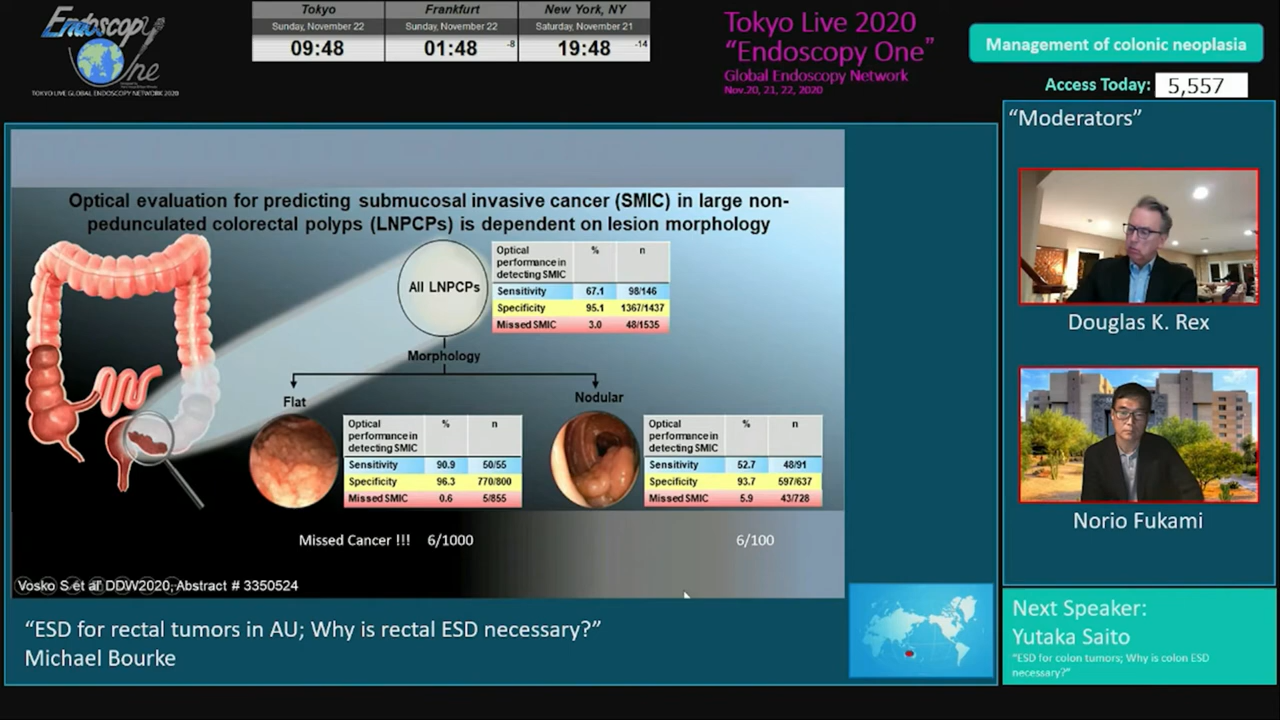 Endoscopy
One
TOKYO LIVE GLOBAL ENDOSCOPY NETWORK 2020
Tokyo
Sunday, November 22
09:48
Frankfurt
Sunday, November 22
01:48 -8
New York, NY
Saturday, November 21
19:48 -14
Tokyo Live 2020
“Endoscopy One”
Global Endoscopy Network
Nov.20, 21, 22, 2020
Management of colonic neoplasia
Access Today: 5,557
“Moderators”
Douglas K. Rex
Norio Fukami
Next Speaker:
Yutaka Saito
“ESD for colon tumors; Why is colon ESD
necessary?”
Optical evaluation for predicting submucosal invasive cancer (SMIC) in large non-
pedunculated colorectal polyps (LNPCPs) is dependent on lesion morphology
All LNPCPs
Optical
performance in
detecting SMIC % n
Sensitivity 67.1 98/146
Specificity 95.1 1367/1437
Missed SMIC 3.0 48/1535
Morphology
Flat
Optical
performance in
detecting SMIC % n
Sensitivity 90.9 50/55
Specificity 96.3 770/800
Missed SMIC 0.6 5/855
Nodular
Optical
performance in
detecting SMIC % n
Sensitivity 52.7 48/91
Specificity 93.7 597/637
Missed SMIC 5.9 43/728
Missed Cancer !!! 6/1000 6/100
Vosko S et al DDW2020, Abstract # 3350524
“ESD for rectal tumors in AU; Why is rectal ESD necessary?”
Michael Bourke